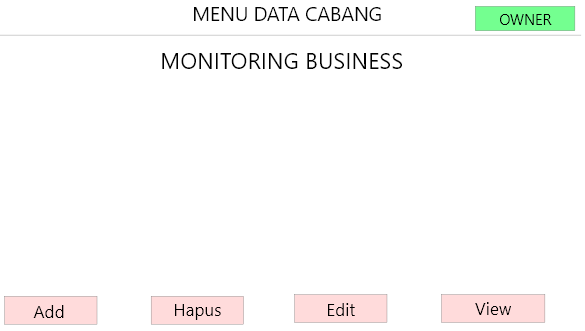 MENU DATA CABANG
OWNER
MONITORING BUSINESS
Add
Hapus
Edit
View